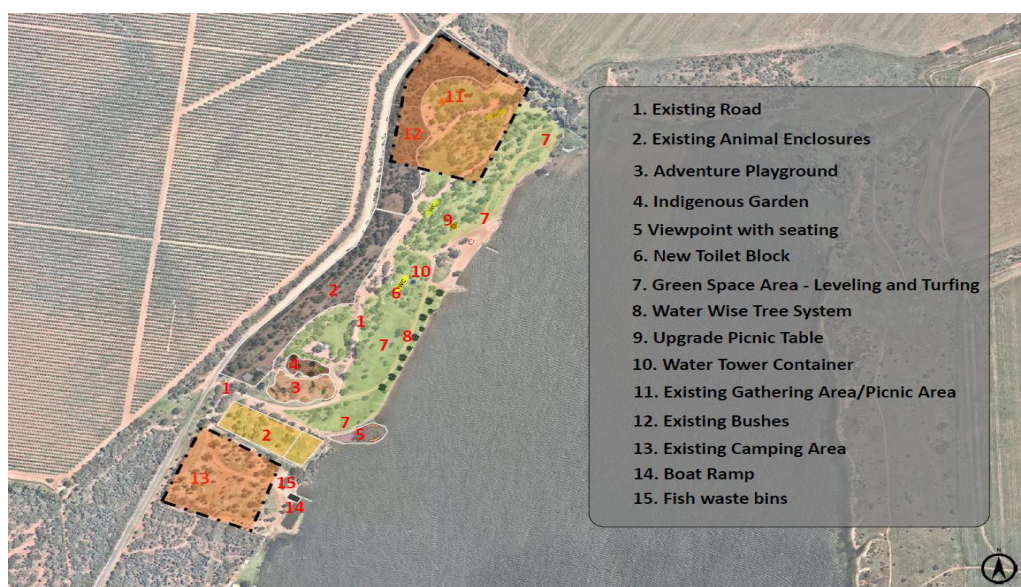 1. Existing Road
2. Existing Animal Enclosures
3. Adventure Playground
4. Indigenous Garden
5 Viewpoint with seating
6. New Toilet Block
7. Green Space Area - Leveling and Turfing
8. Water Wise Tree System
9. Upgrade Picnic Table
10. Water Tower Container
11. Existing Gathering Area/Picnic Area
12. Existing Bushes
13. Existing Camping Area
14. Boat Ramp
15. Fish waste bins
11
12
7
9
7
10
2
6
1
7
8
4
3
1
7
2
5
13
15
14
N